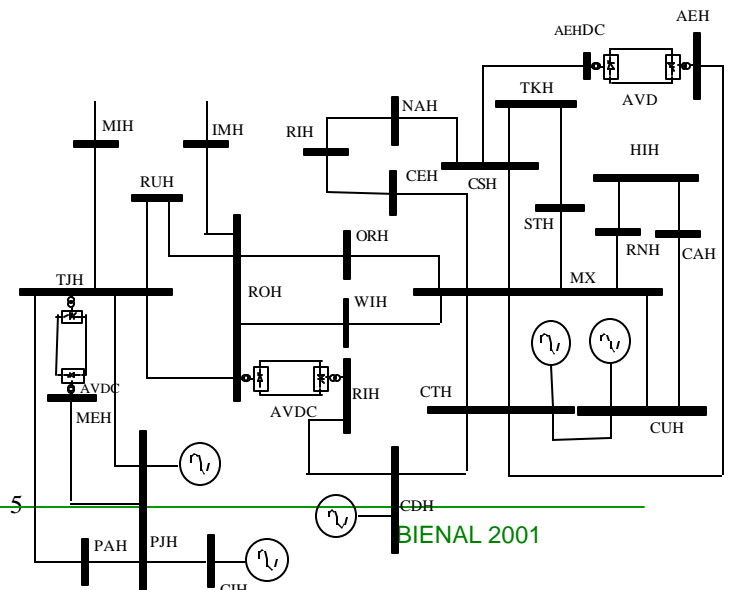 AEH
AEHDC
TKH
AVD
NAH
MIH
IMH
RIH
HIH
RUH
CEH
CSH
STH
RNH
CAH
ORH
TJH
ROH
MX
WIH
AVDC
MEH
AVDC
RIH
CTH
CUH
5
CDH
BIENAL 2001
PAH
PJH